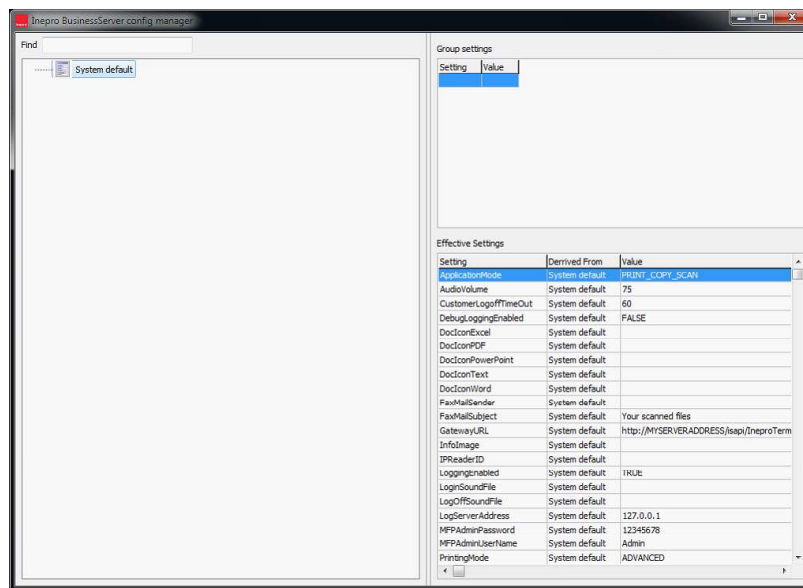 Inepro BusinessServer config manager
Find
System default
Group settings
Setting Value
Effective Settings
Setting Derrived From Value
ApplicationMode System default PRINT_COPY_SCAN
AudioVolume System default 75
CustomerLogoffTimeOut System default 60
DebugLoggingEnabled System default FALSE
DocIconExcel System default
DocIconPDF System default
DocIconPowerPoint System default
DocIconText System default
DocIconWord System default
FaxMailSender System default
FaxMailSubject System default Your scanned files
GatewayURL System default http://MYSERVERADDRESS/isapi/IneproTerm
InfoImage System default
IPReaderID System default
LoggingEnabled System default TRUE
LoginSoundFile System default
LogOffSoundFile System default
LogServerAddress System default 127.0.0.1
MFPAdminPassword System default 12345678
MFPAdminUserName System default Admin
PrintingMode System default ADVANCED